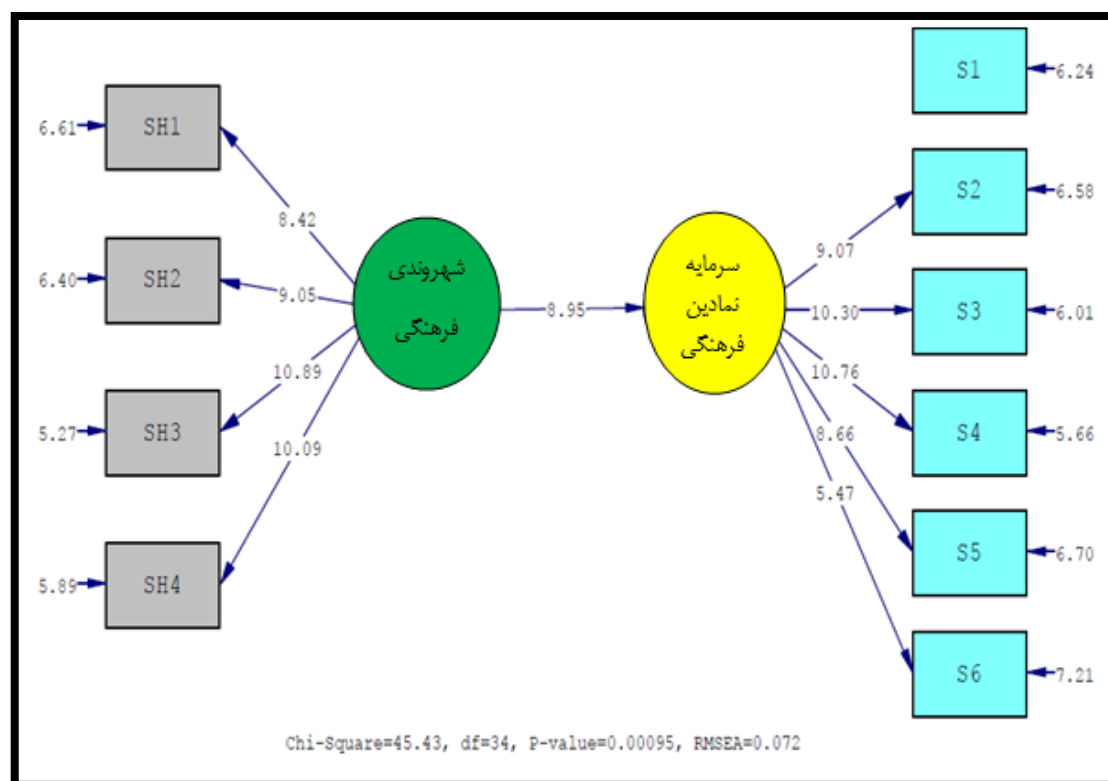 SH1
6.61
SH2
6.40
SH3
5.27
SH4
5.89
8.42
9.05
10.89
10.09
شهروندی
فرهنگی
8.95
سرمایه
نمادین
فرهنگی
9.07
10.30
10.76
8.66
5.47
S1
6.24
S2
6.58
S3
6.01
S4
5.66
S5
6.70
S6
7.21
Chi-Square=45.43, df=34, P-value=0.00095, RMSEA=0.072